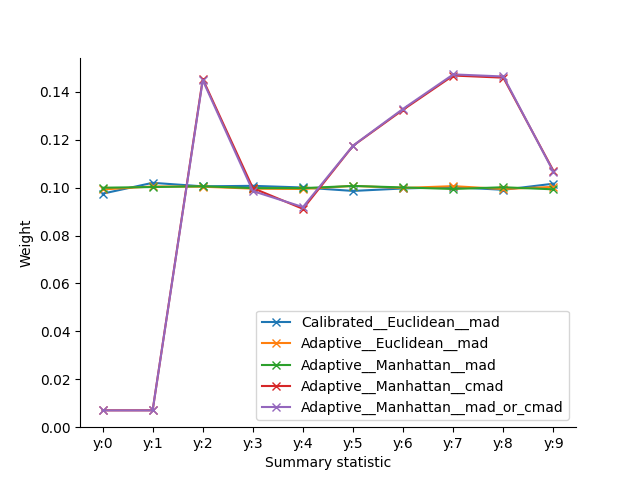 0.14
0.12
0.10
0.08
0.06
0.04
0.02
0.00
Weight
y:0 y:1 y:2 y:3 y:4 y:5 y:6 y:7 y:8 y:9
Summary statistic
Calibrated__Euclidean__mad
Adaptive__Euclidean__mad
Adaptive__Manhattan__mad
Adaptive__Manhattan__cmad
Adaptive__Manhattan__mad_or_cmad